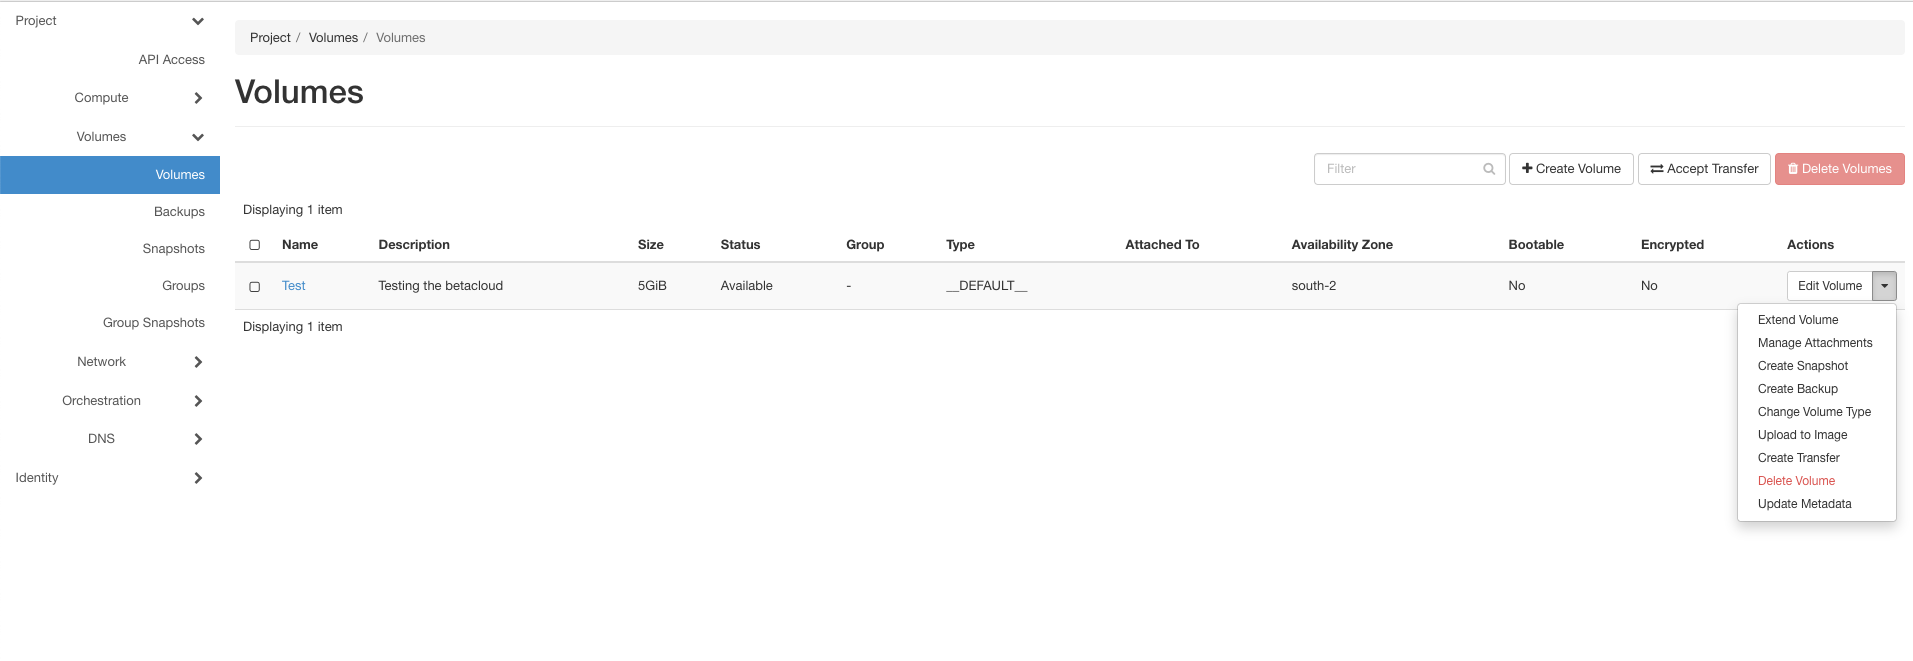 Project
API Access
Compute
Volumes
Volumes
Backups
Snapshots
Groups
Group Snapshots
Network
Orchestration
DNS
Identity
Project / Volumes / Volumes
Volumes
Filter Create Volume Accept Transfer Delete Volumes
Displaying 1 item
Name Description Size Status Group Type Attached To Availability Zone Bootable Encrypted Actions
Test Testing the betacloud 5GiB Available - __DEFAULT__ south-2 No No Edit Volume
Displaying 1 item
Extend Volume
Manage Attachments
Create Snapshot
Create Backup
Change Volume Type
Upload to Image
Create Transfer
Delete Volume
Update Metadata